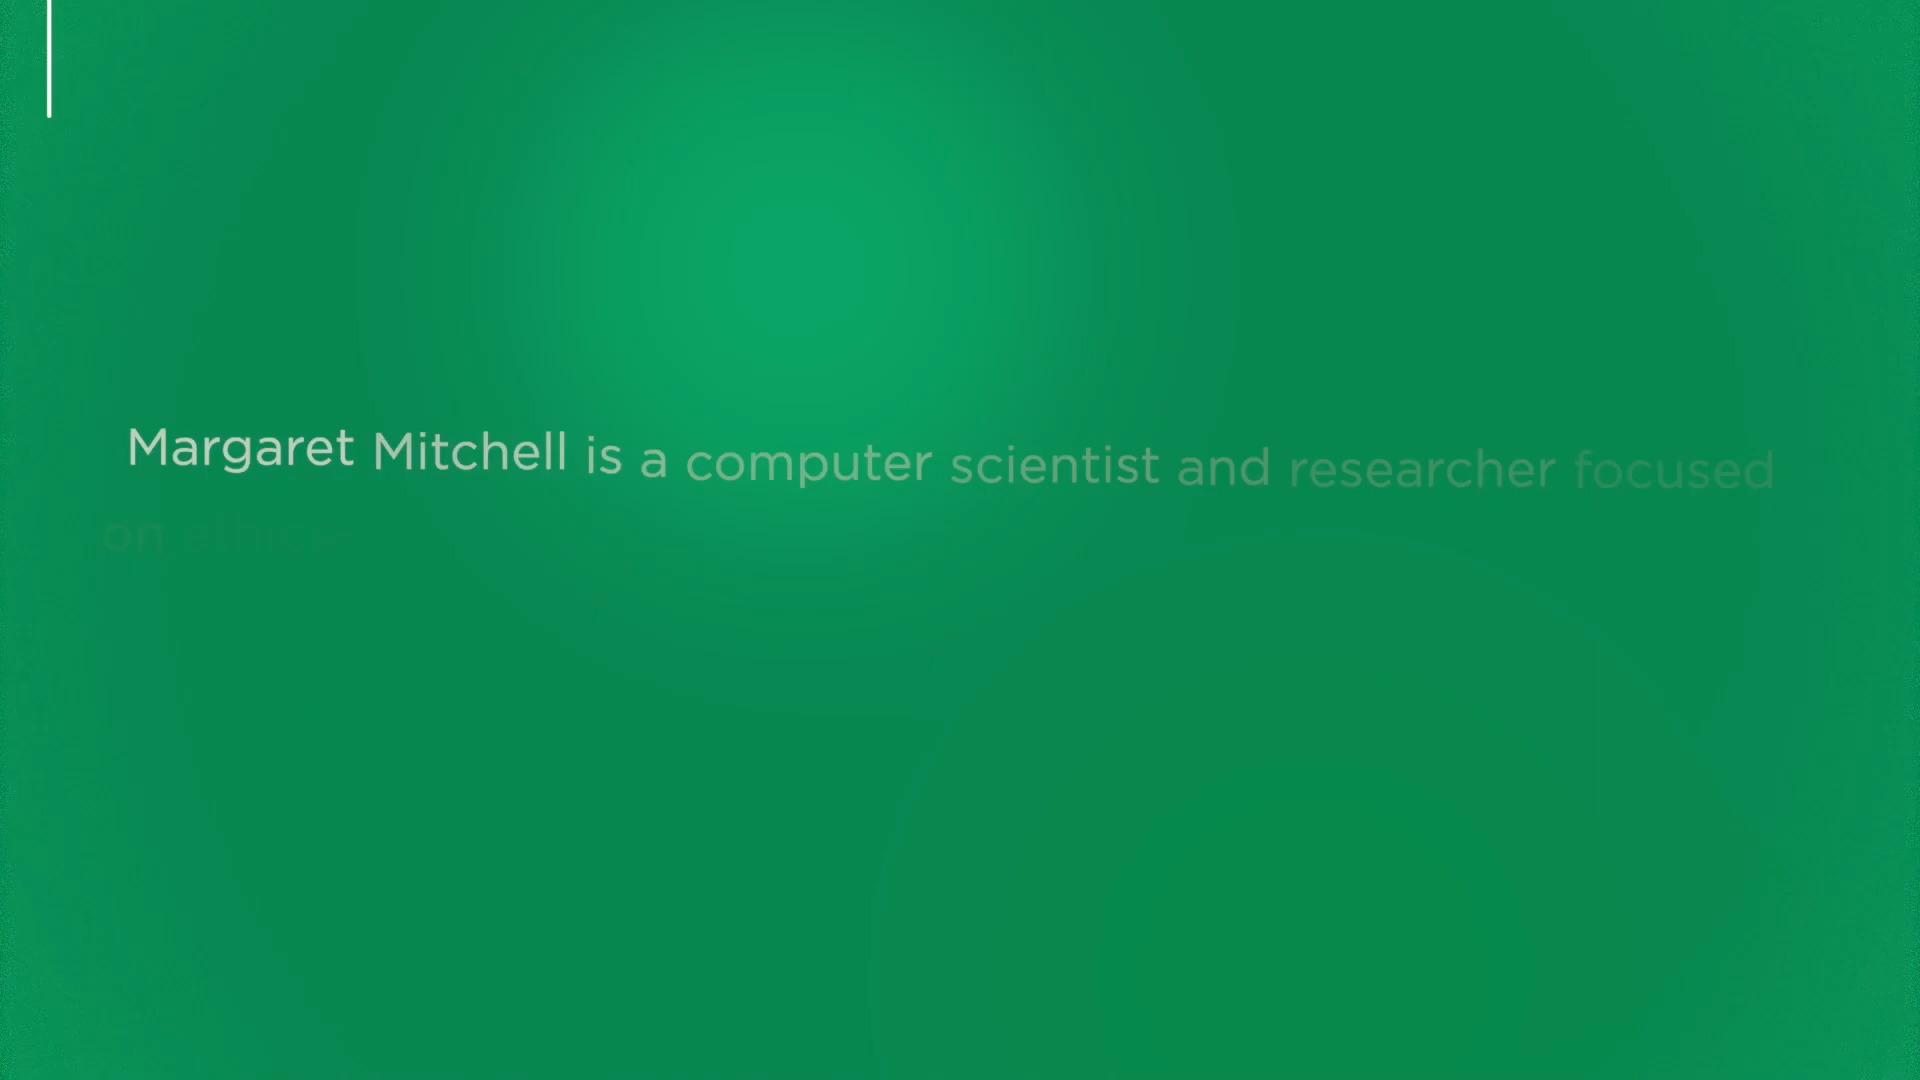 Margaret Mitchell is a computer scientist and researcher focused
on